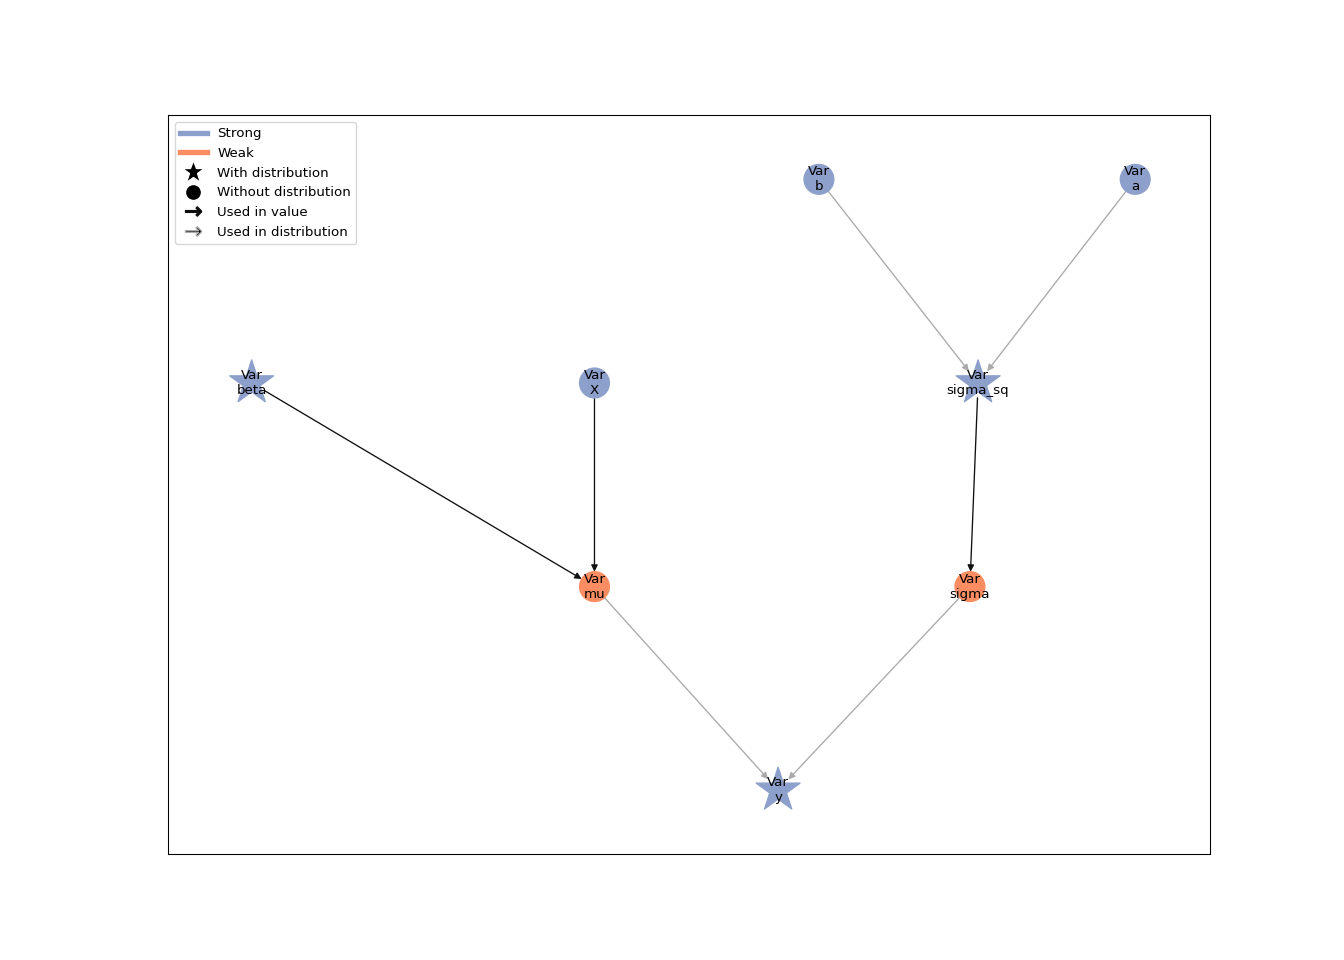 Strong
Weak
With distribution
Without distribution
Used in value
Used in distribution
Var
b
Var
a
Var
beta
Var
X
Var
sigma_sq
Var
mu
Var
sigma
Var
y